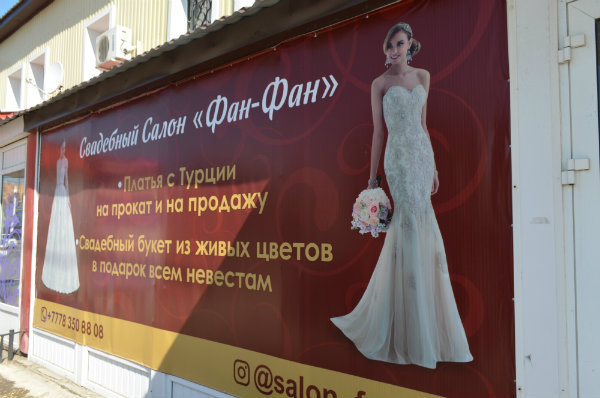 Свадебный Салон «Фан-Фан»
•Платья с Турции
на прокат и на продажу
•Свадебный букет из живых цветов
в подарок всем невестам
+7778 350 88 08
@salon_